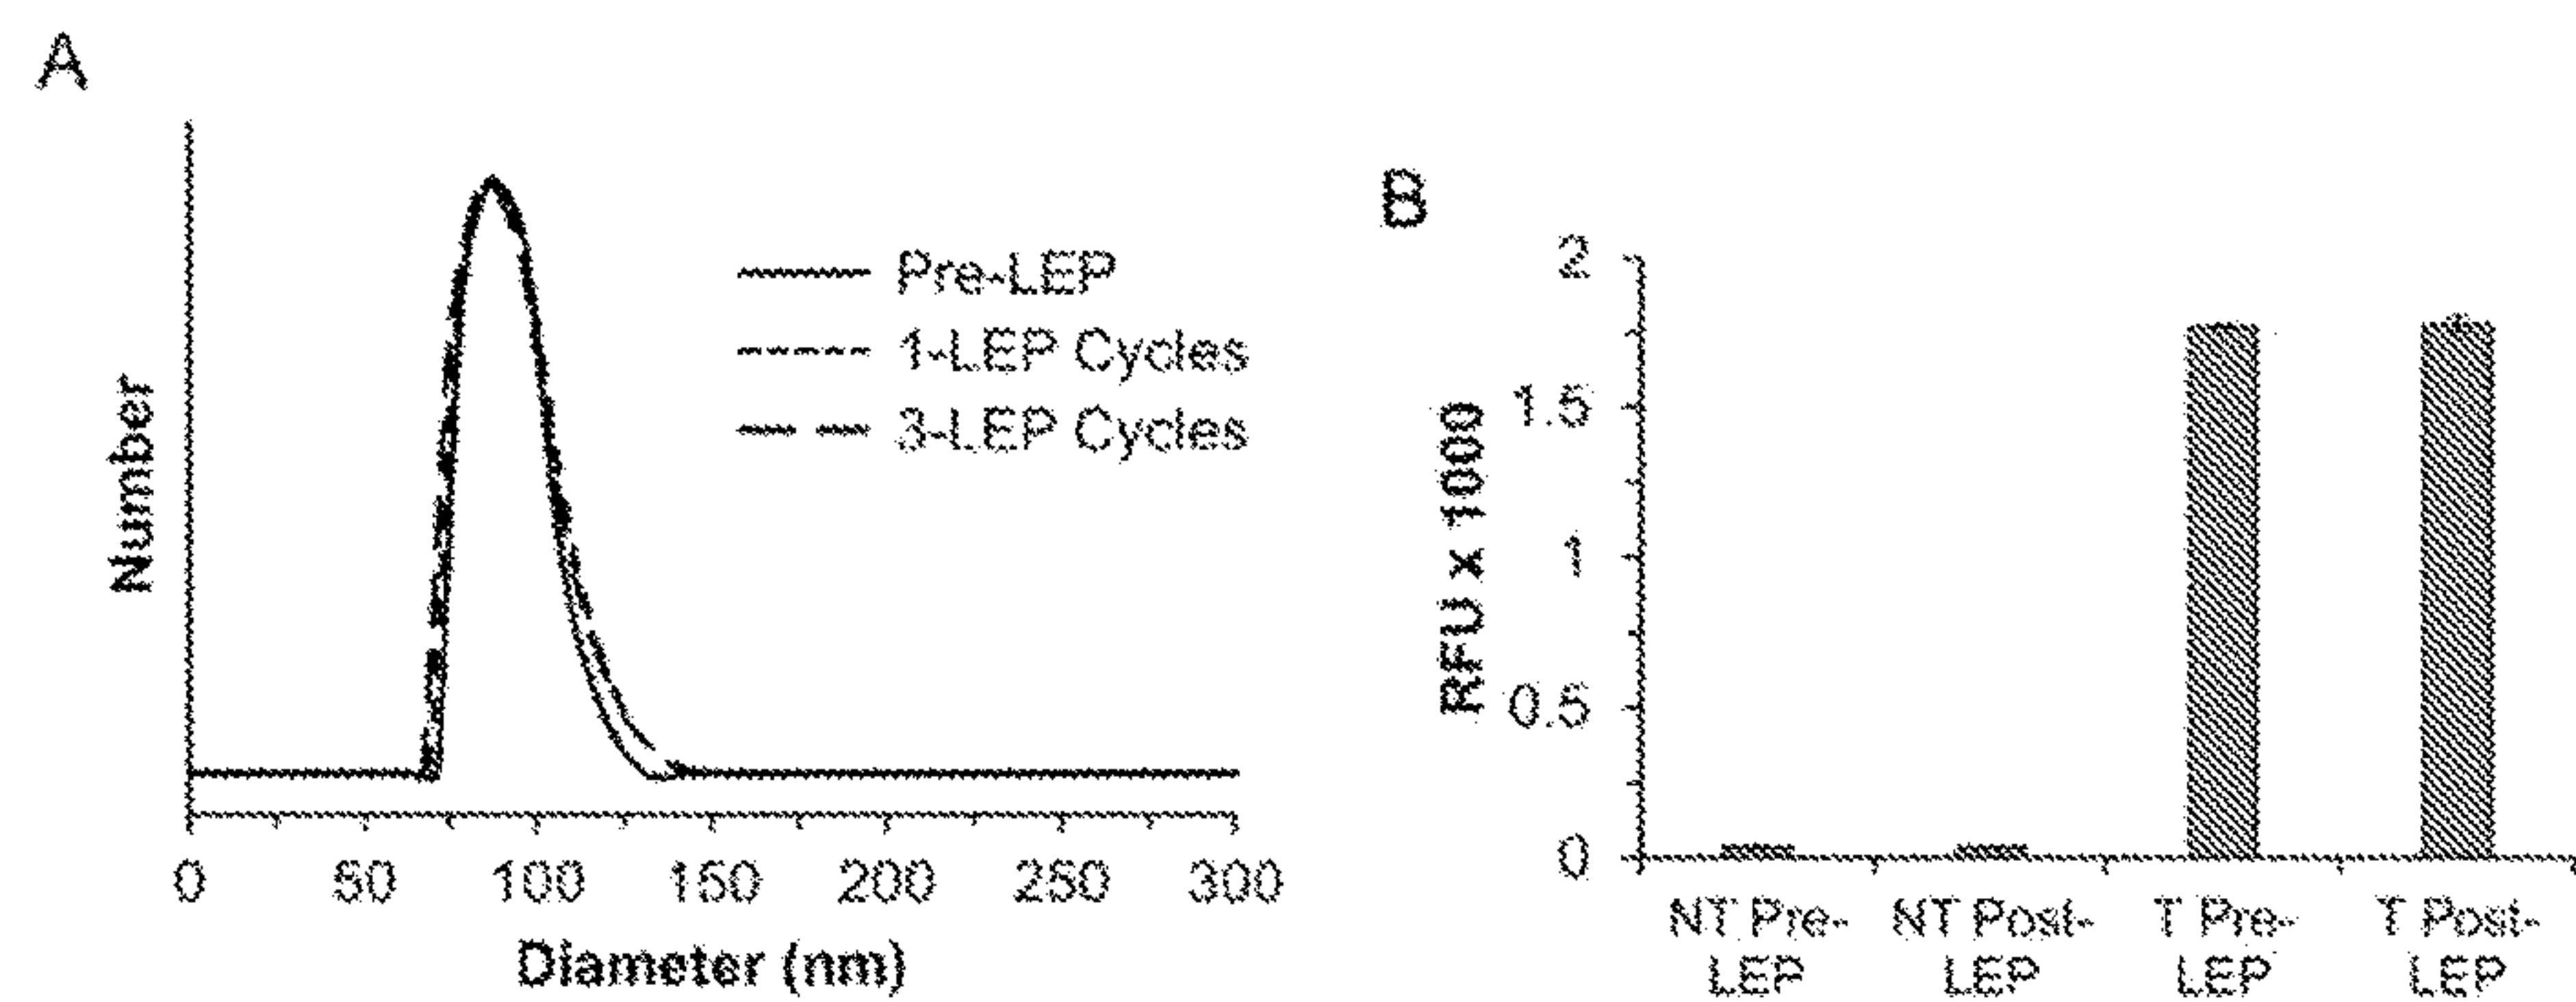 A
Number
Pre-LEP
1-LEP Cycles
3-LEP Cycles
0 50 100 150 200 250 300
Diameter (nm)
B
RFU x 1000
2
1.5
1
0.5
0
NT Pre-LEP
NT Post-LEP
T Pre-LEP
T Post-LEP